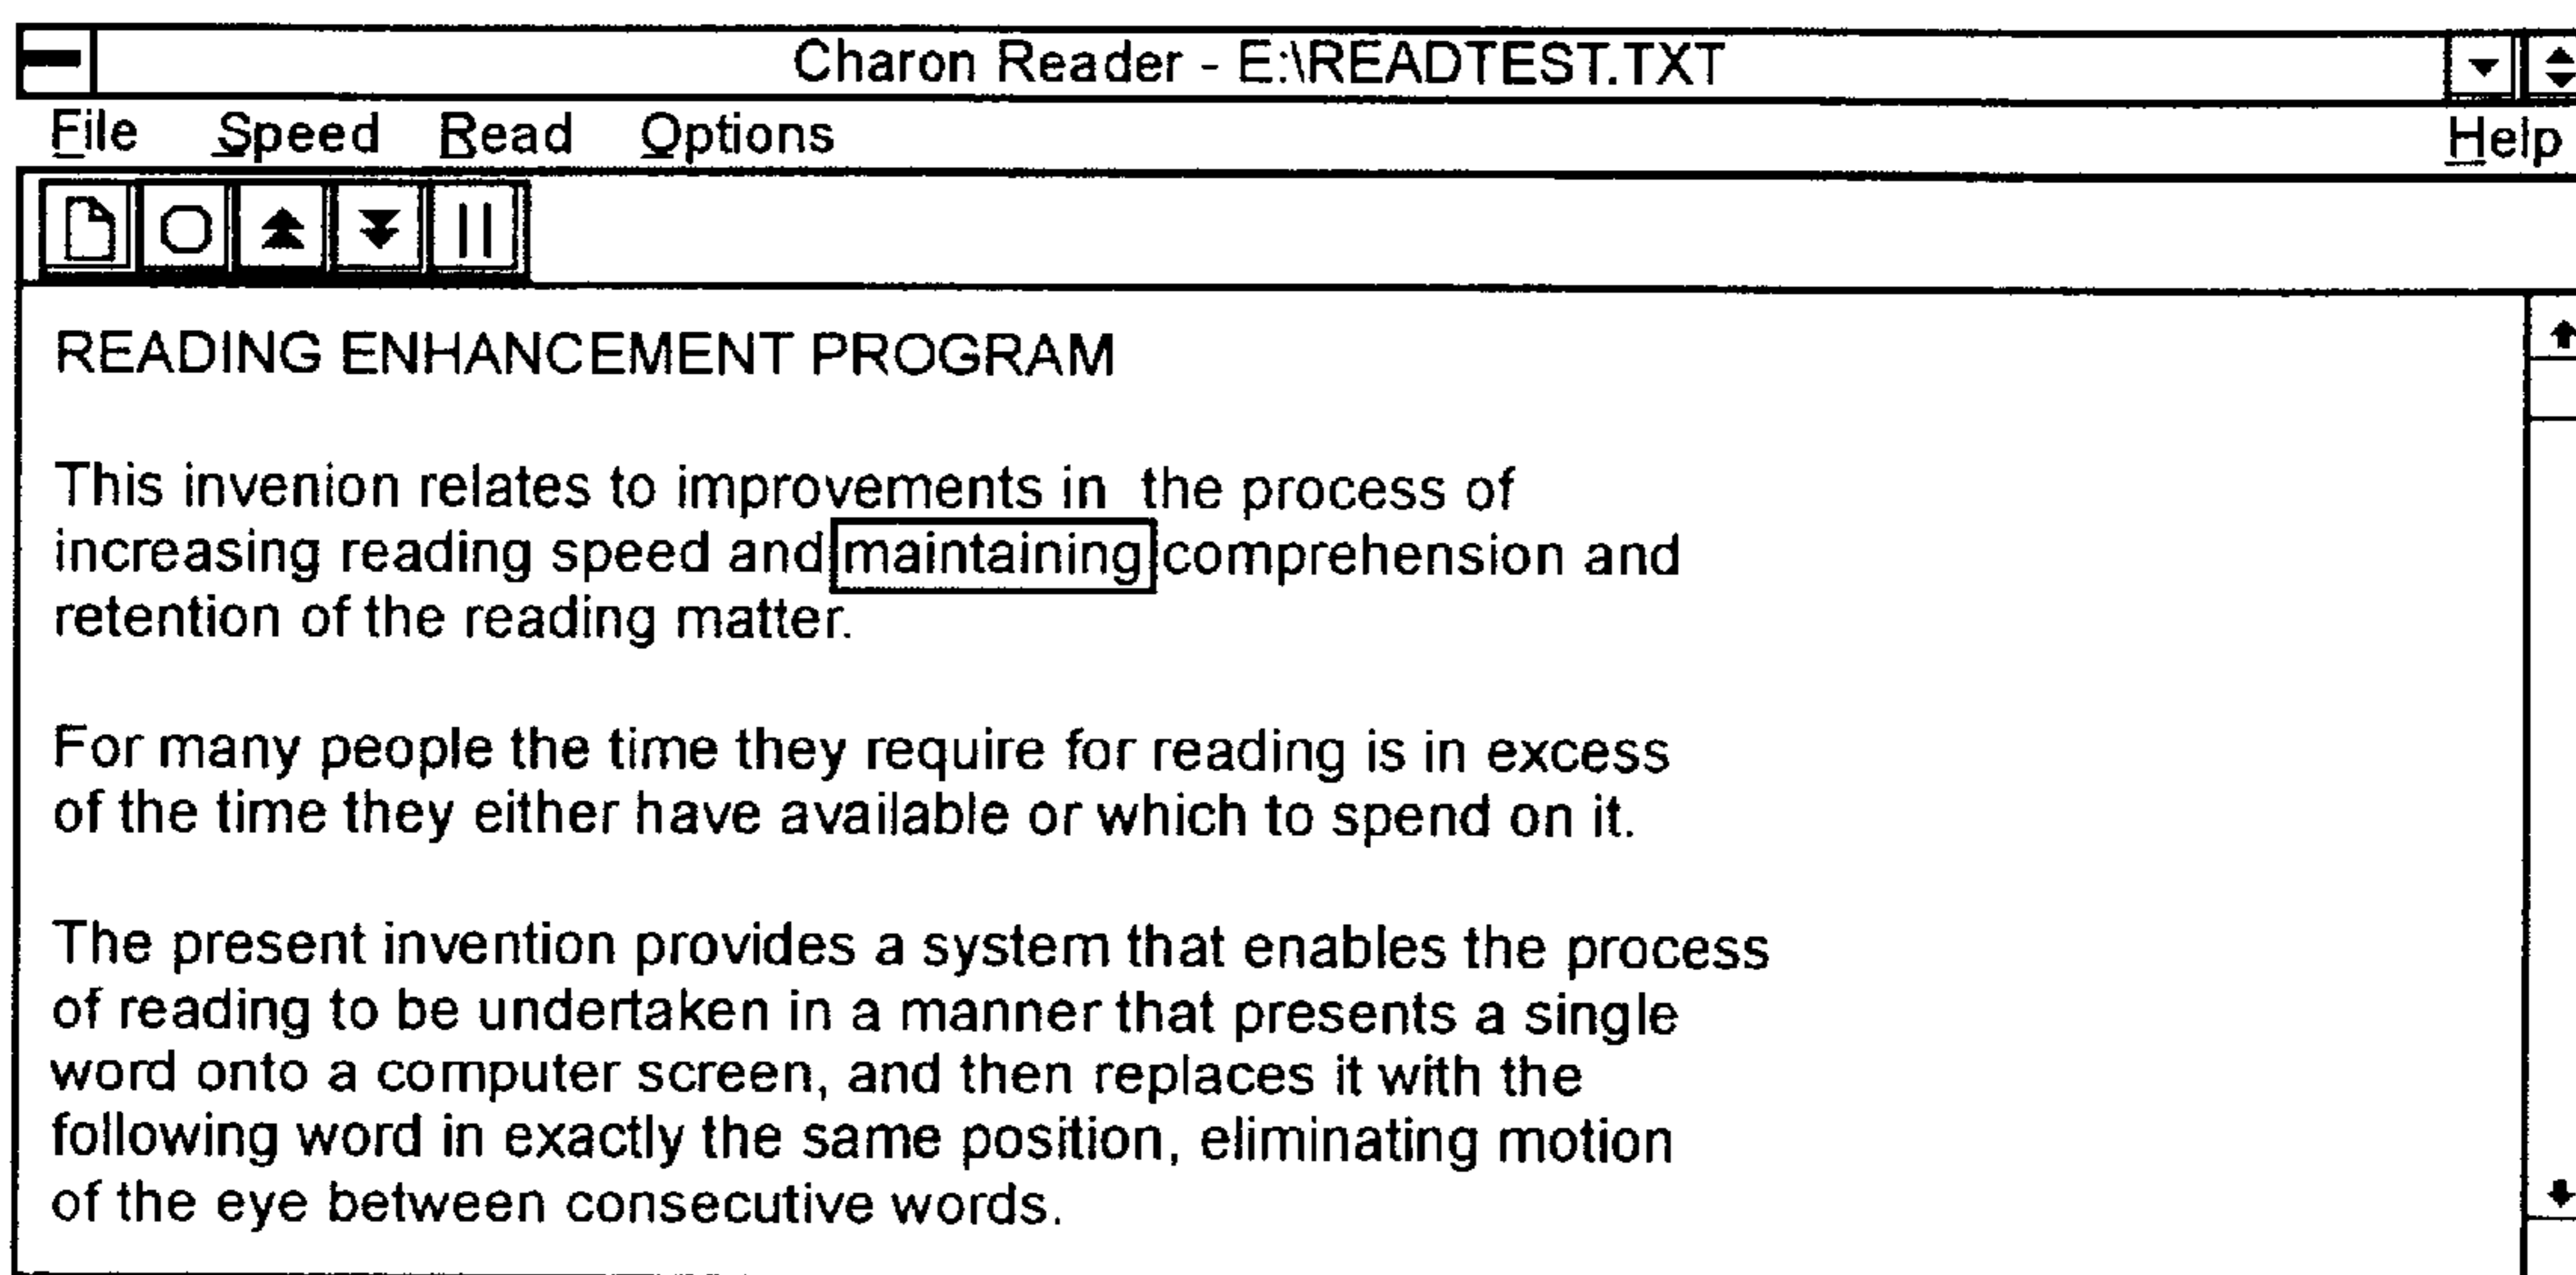 Charon Reader - E:\READTEST.TXT
File Speed Read Options Help
READING ENHANCEMENT PROGRAM
This invenion relates to improvements in the process of
increasing reading speed and maintaining comprehension and
retention of the reading matter.
For many people the time they require for reading is in excess
of the time they either have available or which to spend on it.
The present invention provides a system that enables the process
of reading to be undertaken in a manner that presents a single
word onto a computer screen, and then replaces it with the
following word in exactly the same position, eliminating motion
of the eye between consecutive words.